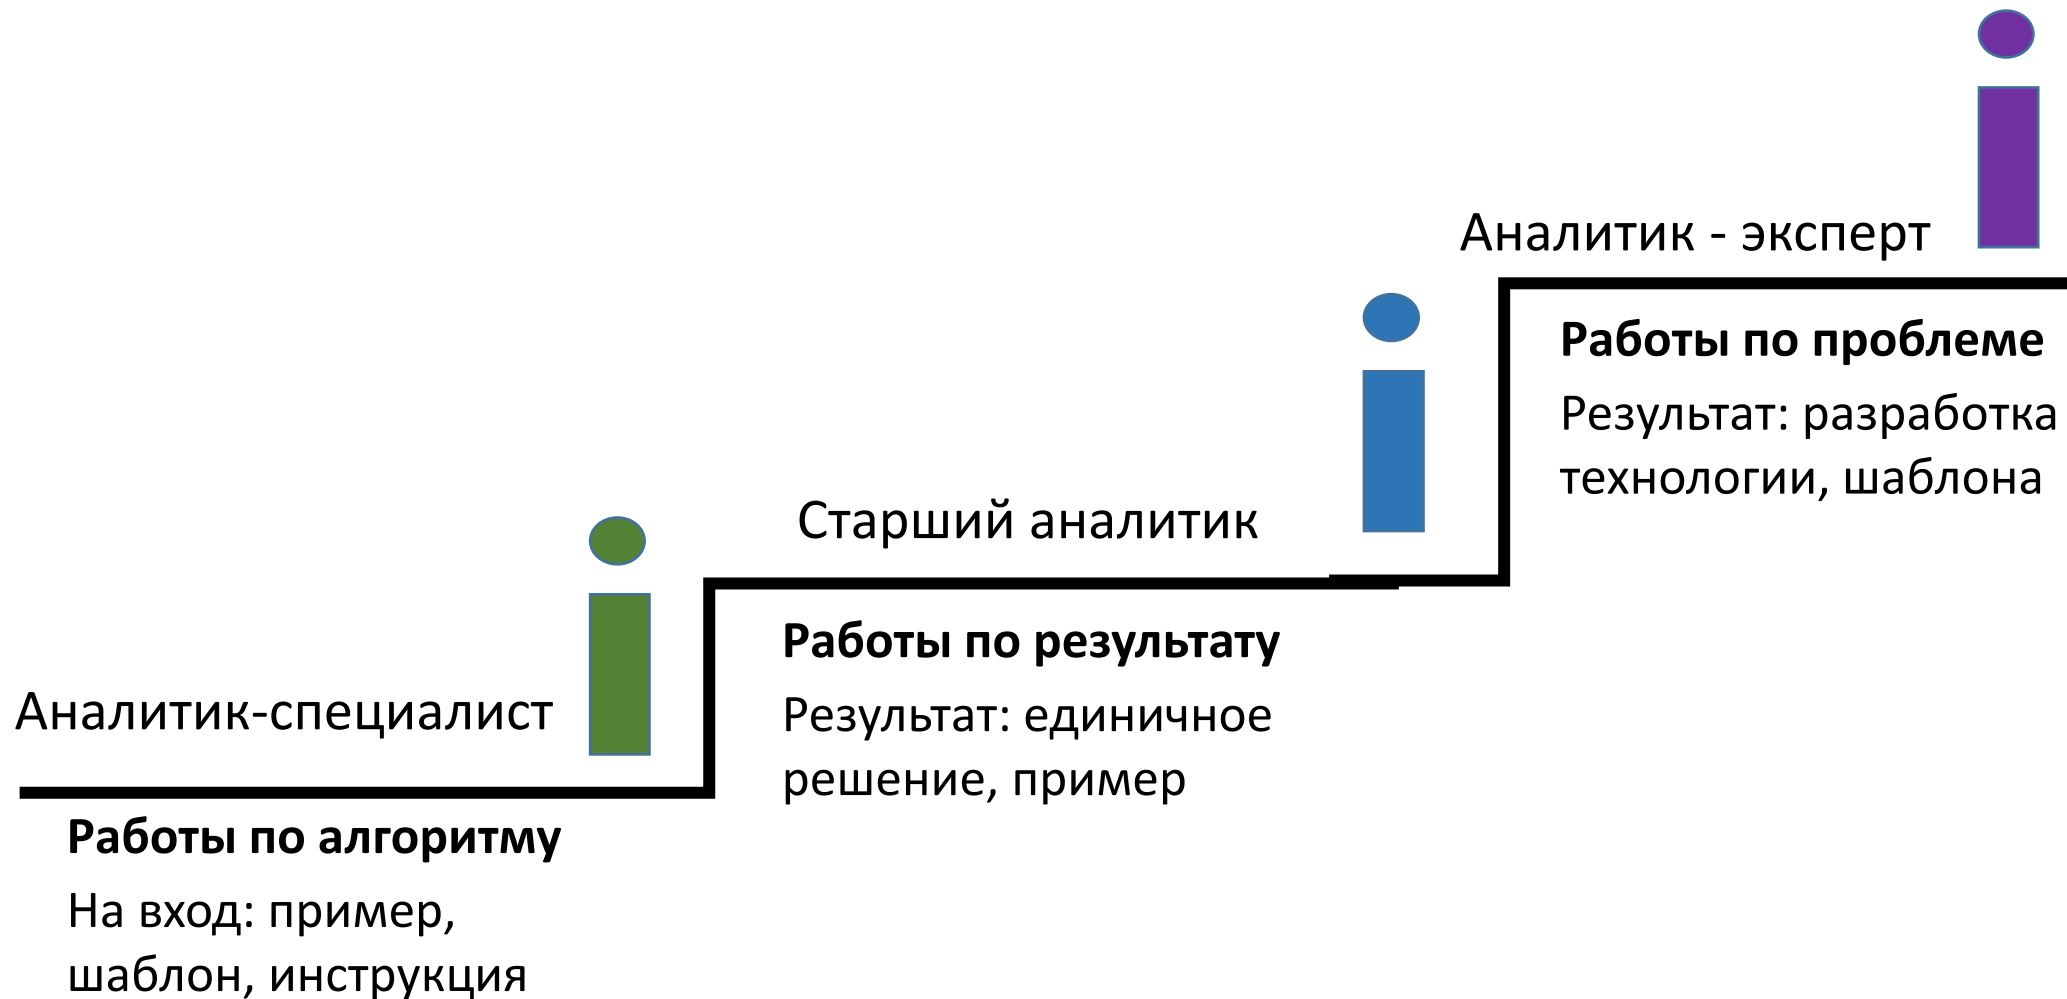 Аналитик - эксперт
Работы по проблеме
Результат: разработка
технологии, шаблона
Старший аналитик
Работы по результату
Результат: единичное
решение, пример
Аналитик-специалист
Работы по алгоритму
На вход: пример,
шаблон, инструкция